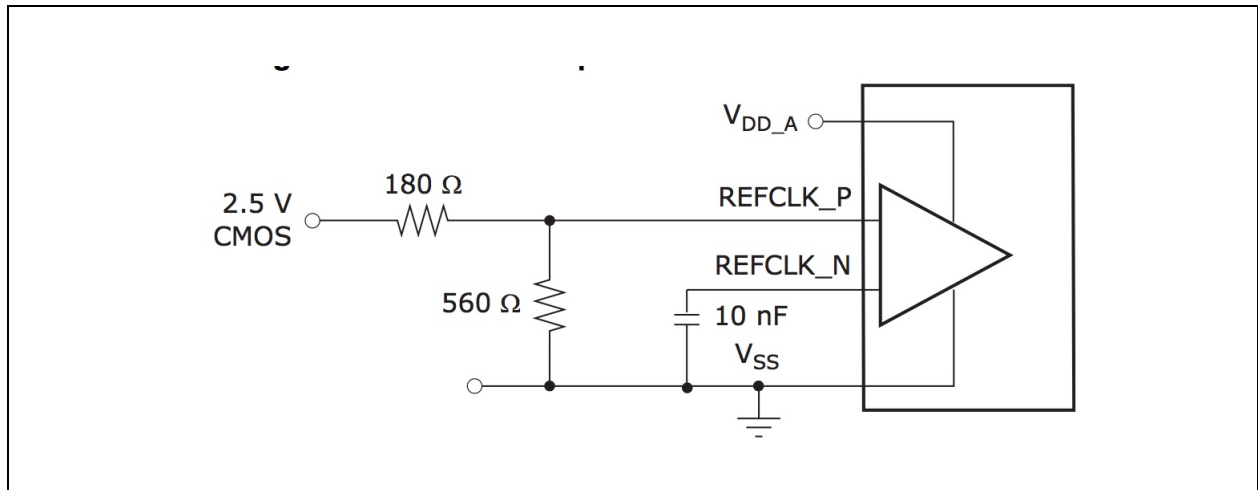 V_DD_A
180 Ω
2.5 V
CMOS
REFCLK_P
REFCLK_N
560 Ω
10 nF
V_SS